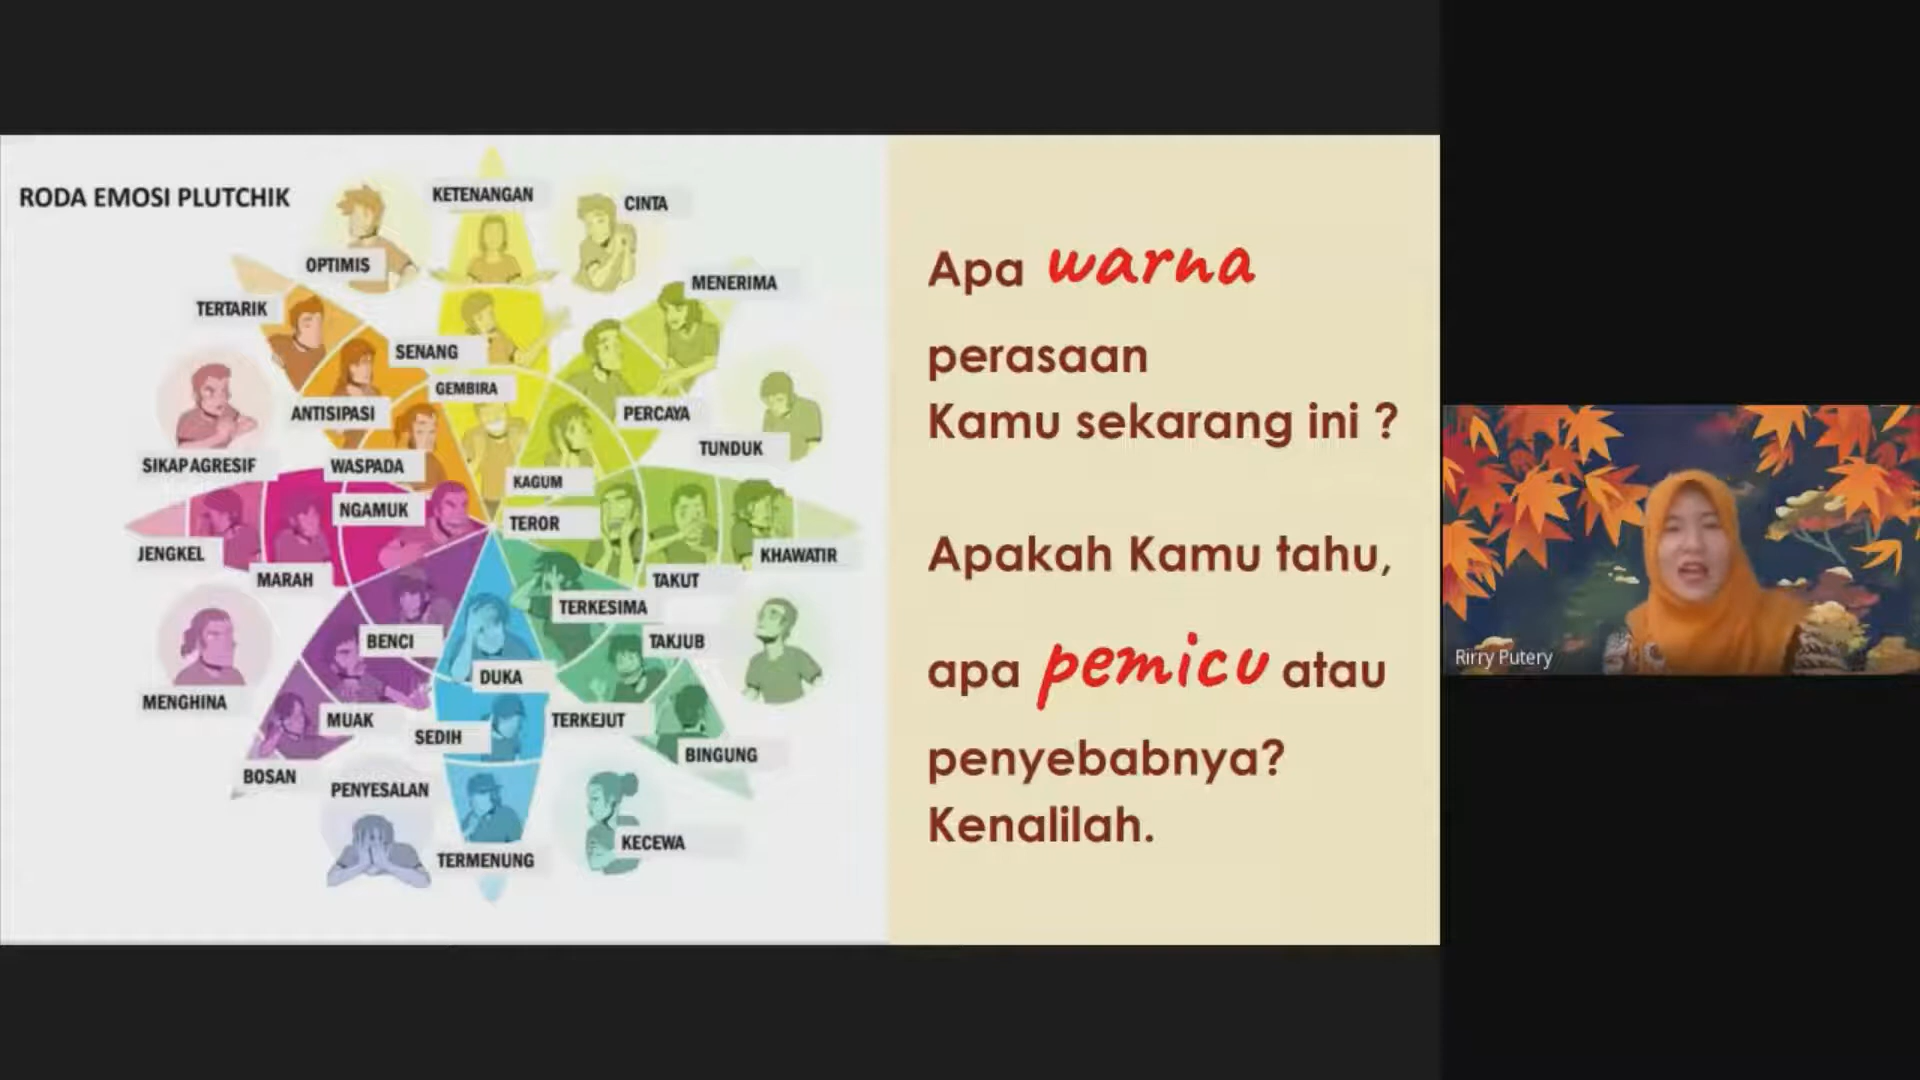 RODA EMOSI PLUTCHIK
KETENANGAN
CINTA
OPTIMIS
MENERIMA
TERTARIK
SENANG
GEMBIRA
ANTISIPASI
PERCAYA
TUNDUK
SIKAP AGRESIF
WASPADA
KAGUM
NGAMUK
TEROR
JENGKEL
KHAWATIR
MARAH
TAKUT
TERKESIMA
BENCI
TAKJUB
DUKA
MENGHINA
MUAK
TERKEJUT
SEDIH
BINGUNG
BOSAN
PENYESALAN
KECEWA
TERMENUNG
Apa warna
perasaan
Kamu sekarang ini ?
Apakah Kamu tahu,
apa pemicu atau
penyebabnya?
Kenalilah.
Rirry Putery